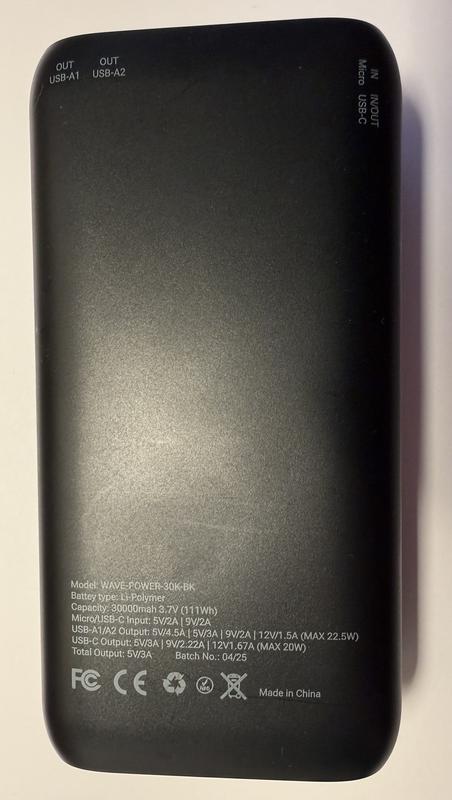 OUT
USB-A1
OUT
USB-A2
IN
Micro
IN/OUT
USB-C
Model: WAVE-POWER-30K-BK
Battey type: Li-Polymer
Capacity: 30000mah 3.7V (111Wh)
Micro/USB-C Input: 5V/2A | 9V/2A
USB-A1/A2 Output: 5V/4.5A | 5V/3A | 9V/2A | 12V/1.5A (MAX 22.5W)
USB-C Output: 5V/3A | 9V/2.22A | 12V1.67A (MAX 20W)
Total Output: 5V/3A Batch No.: 04/25
FC CE Made in China